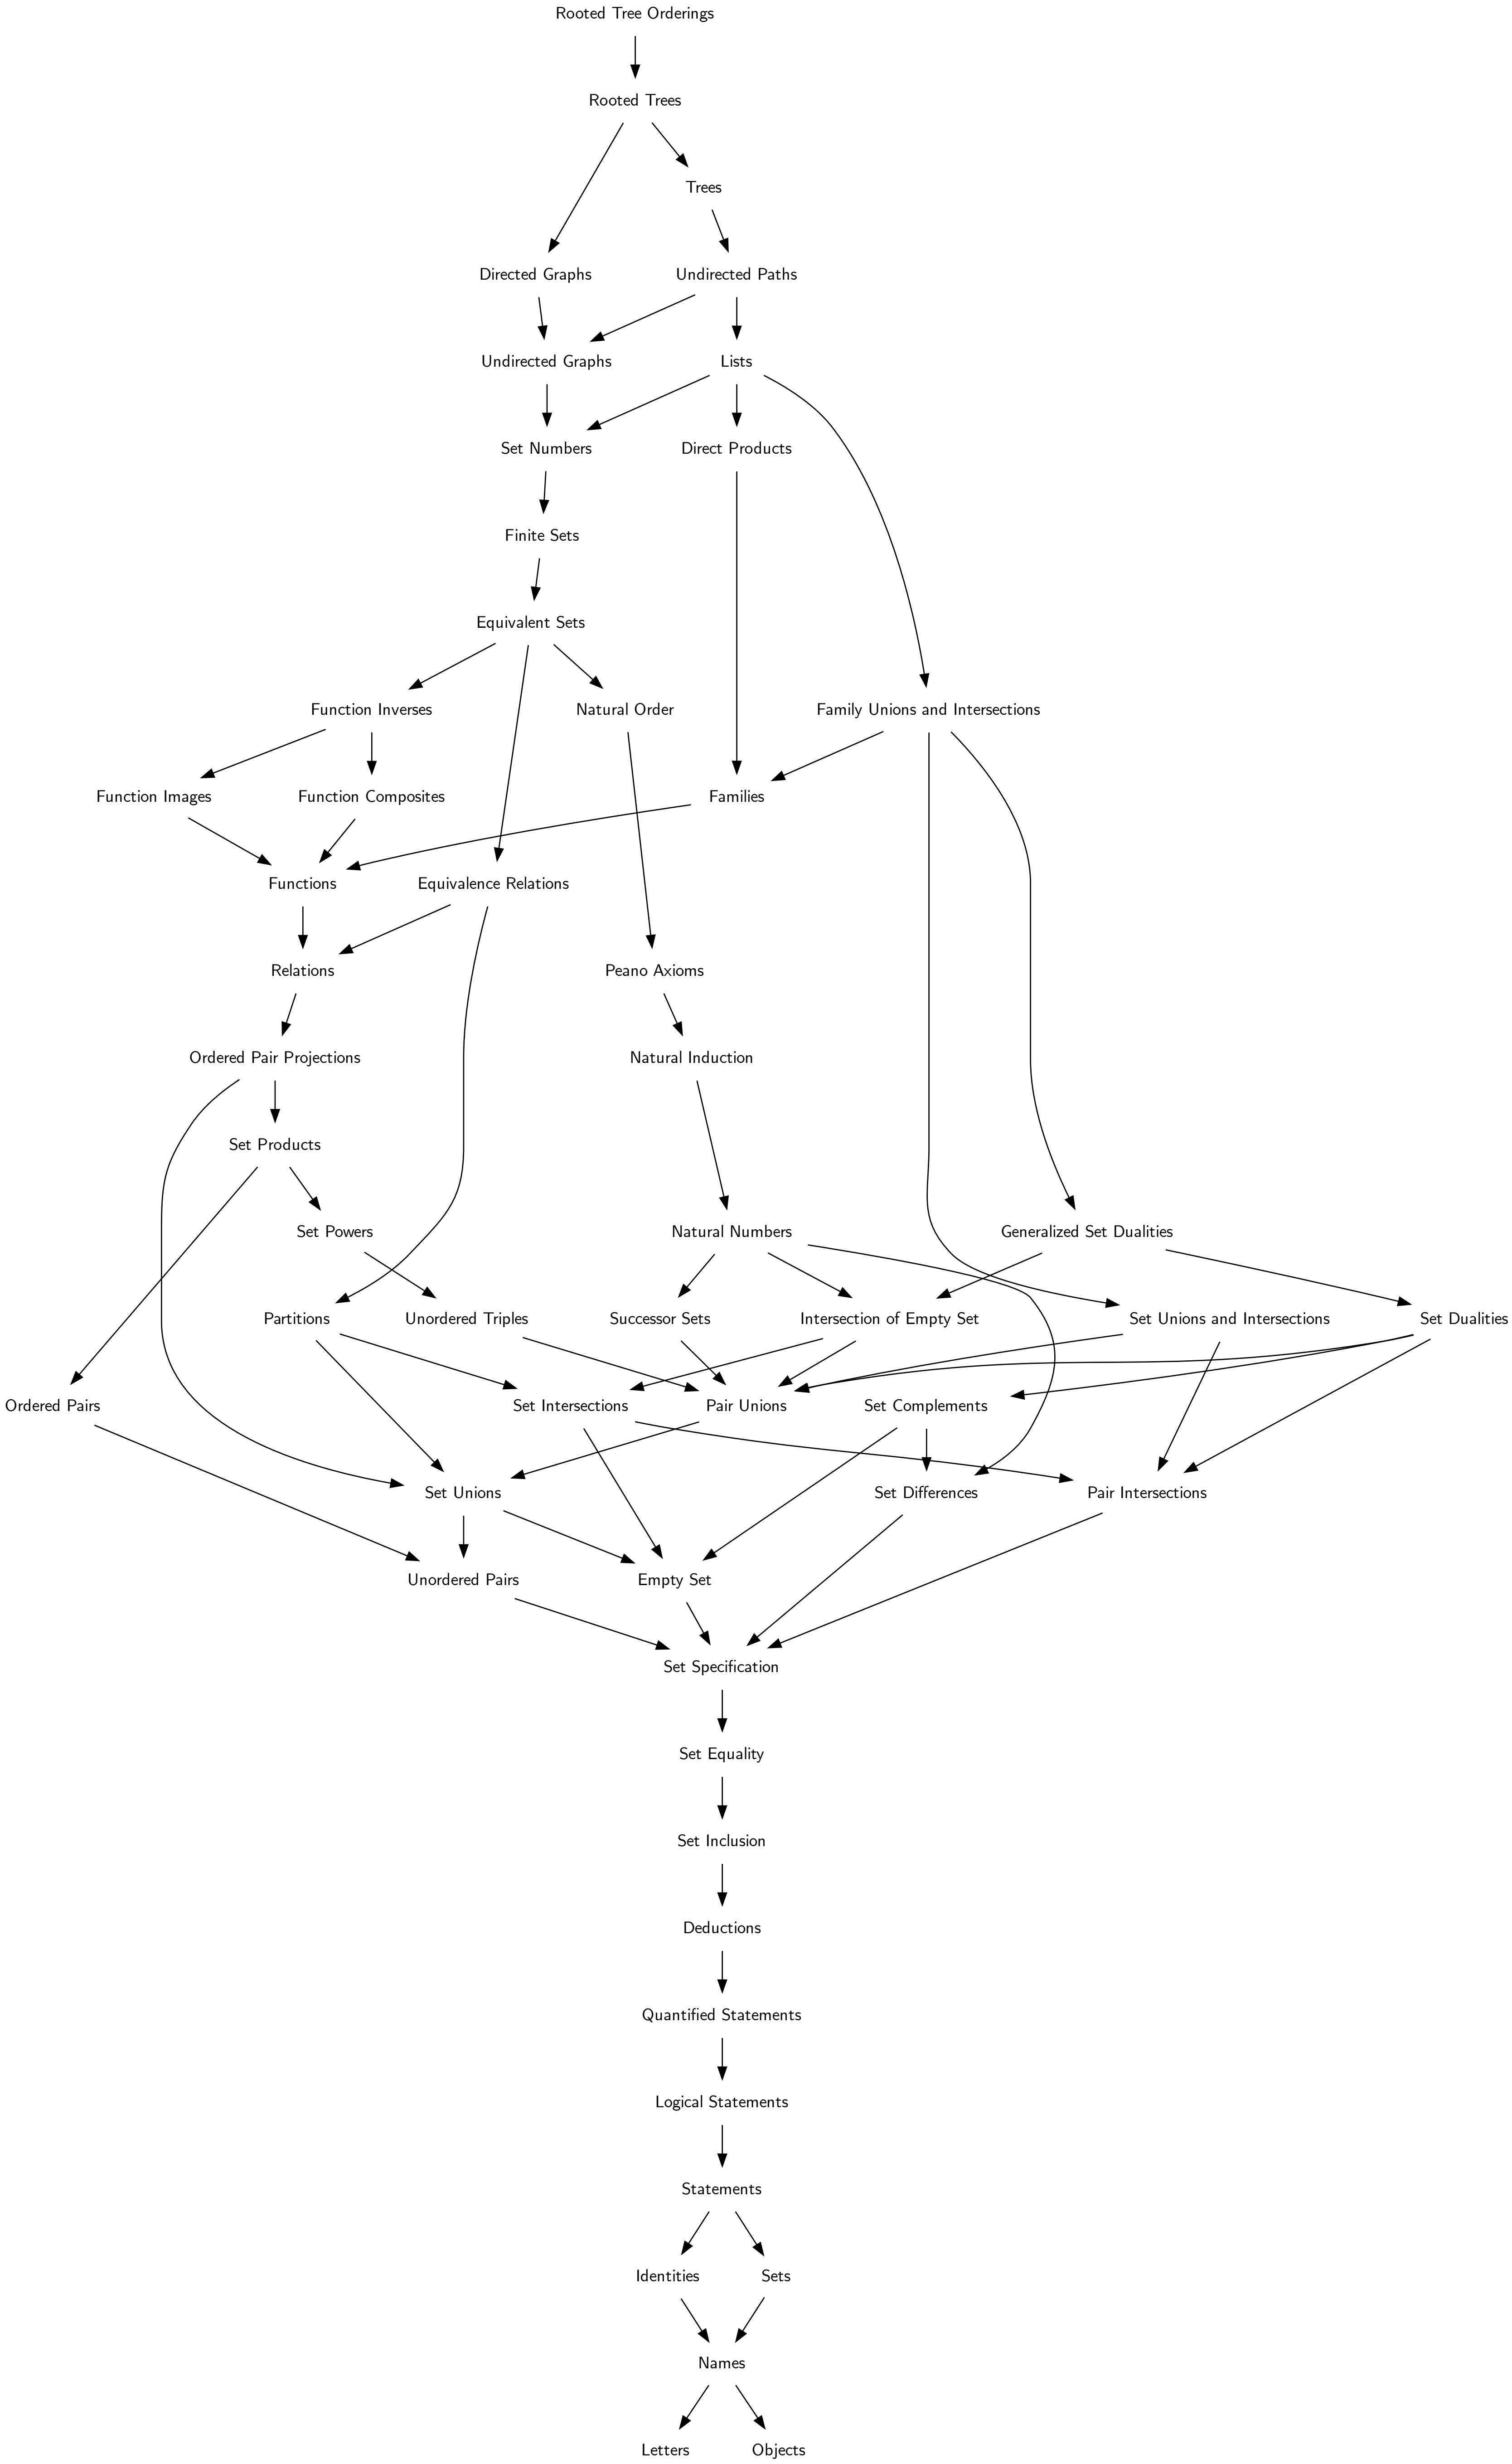 Rooted Tree Orderings
Rooted Trees
Trees
Directed Graphs
Undirected Paths
Undirected Graphs
Lists
Set Numbers
Direct Products
Finite Sets
Equivalent Sets
Function Inverses
Natural Order
Family Unions and Intersections
Function Images
Function Composites
Families
Functions
Equivalence Relations
Relations
Peano Axioms
Ordered Pair Projections
Natural Induction
Set Products
Set Powers
Natural Numbers
Generalized Set Dualities
Partitions
Unordered Triples
Successor Sets
Intersection of Empty Set
Set Unions and Intersections
Set Dualities
Ordered Pairs
Set Intersections
Pair Unions
Set Complements
Set Unions
Set Differences
Pair Intersections
Unordered Pairs
Empty Set
Set Specification
Set Equality
Set Inclusion
Deductions
Quantified Statements
Logical Statements
Statements
Identities
Sets
Names
Letters
Objects